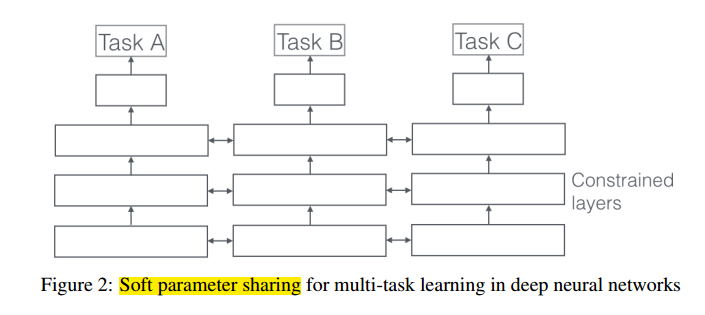 Task A
Task B
Task C
Constrained
layers
Figure 2: Soft parameter sharing for multi-task learning in deep neural networks